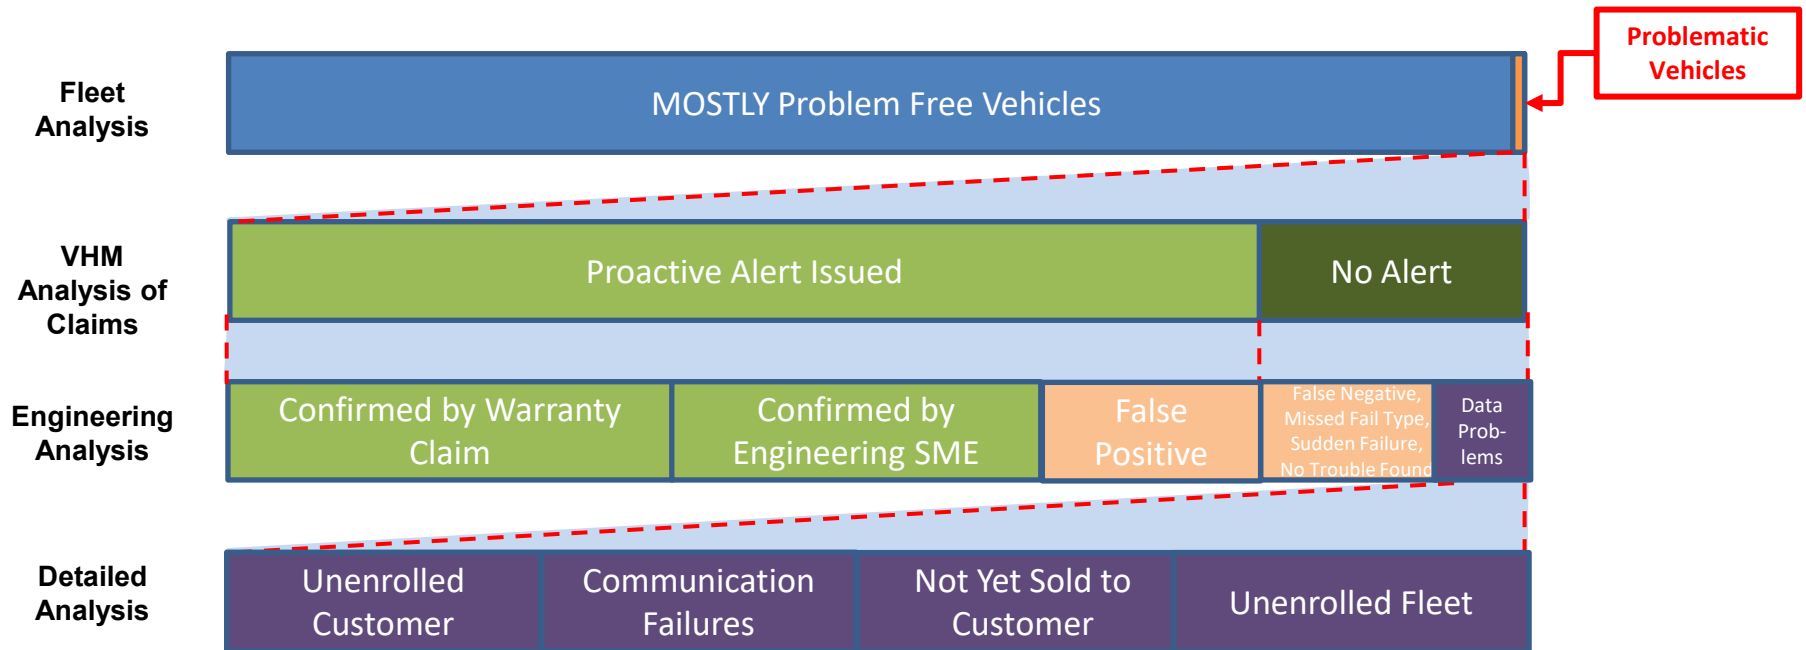 Problematic
Vehicles
Fleet
Analysis
MOSTLY Problem Free Vehicles
VHM
Analysis of
Claims
Proactive Alert Issued
No Alert
Engineering
Analysis
Confirmed by Warranty
Claim
Confirmed by
Engineering SME
False
Positive
False Negative,
Missed Fail Type,
Sudden Failure,
No Trouble Found
Data
Prob-
lems
Detailed
Analysis
Unenrolled
Customer
Communication
Failures
Not Yet Sold to
Customer
Unenrolled Fleet